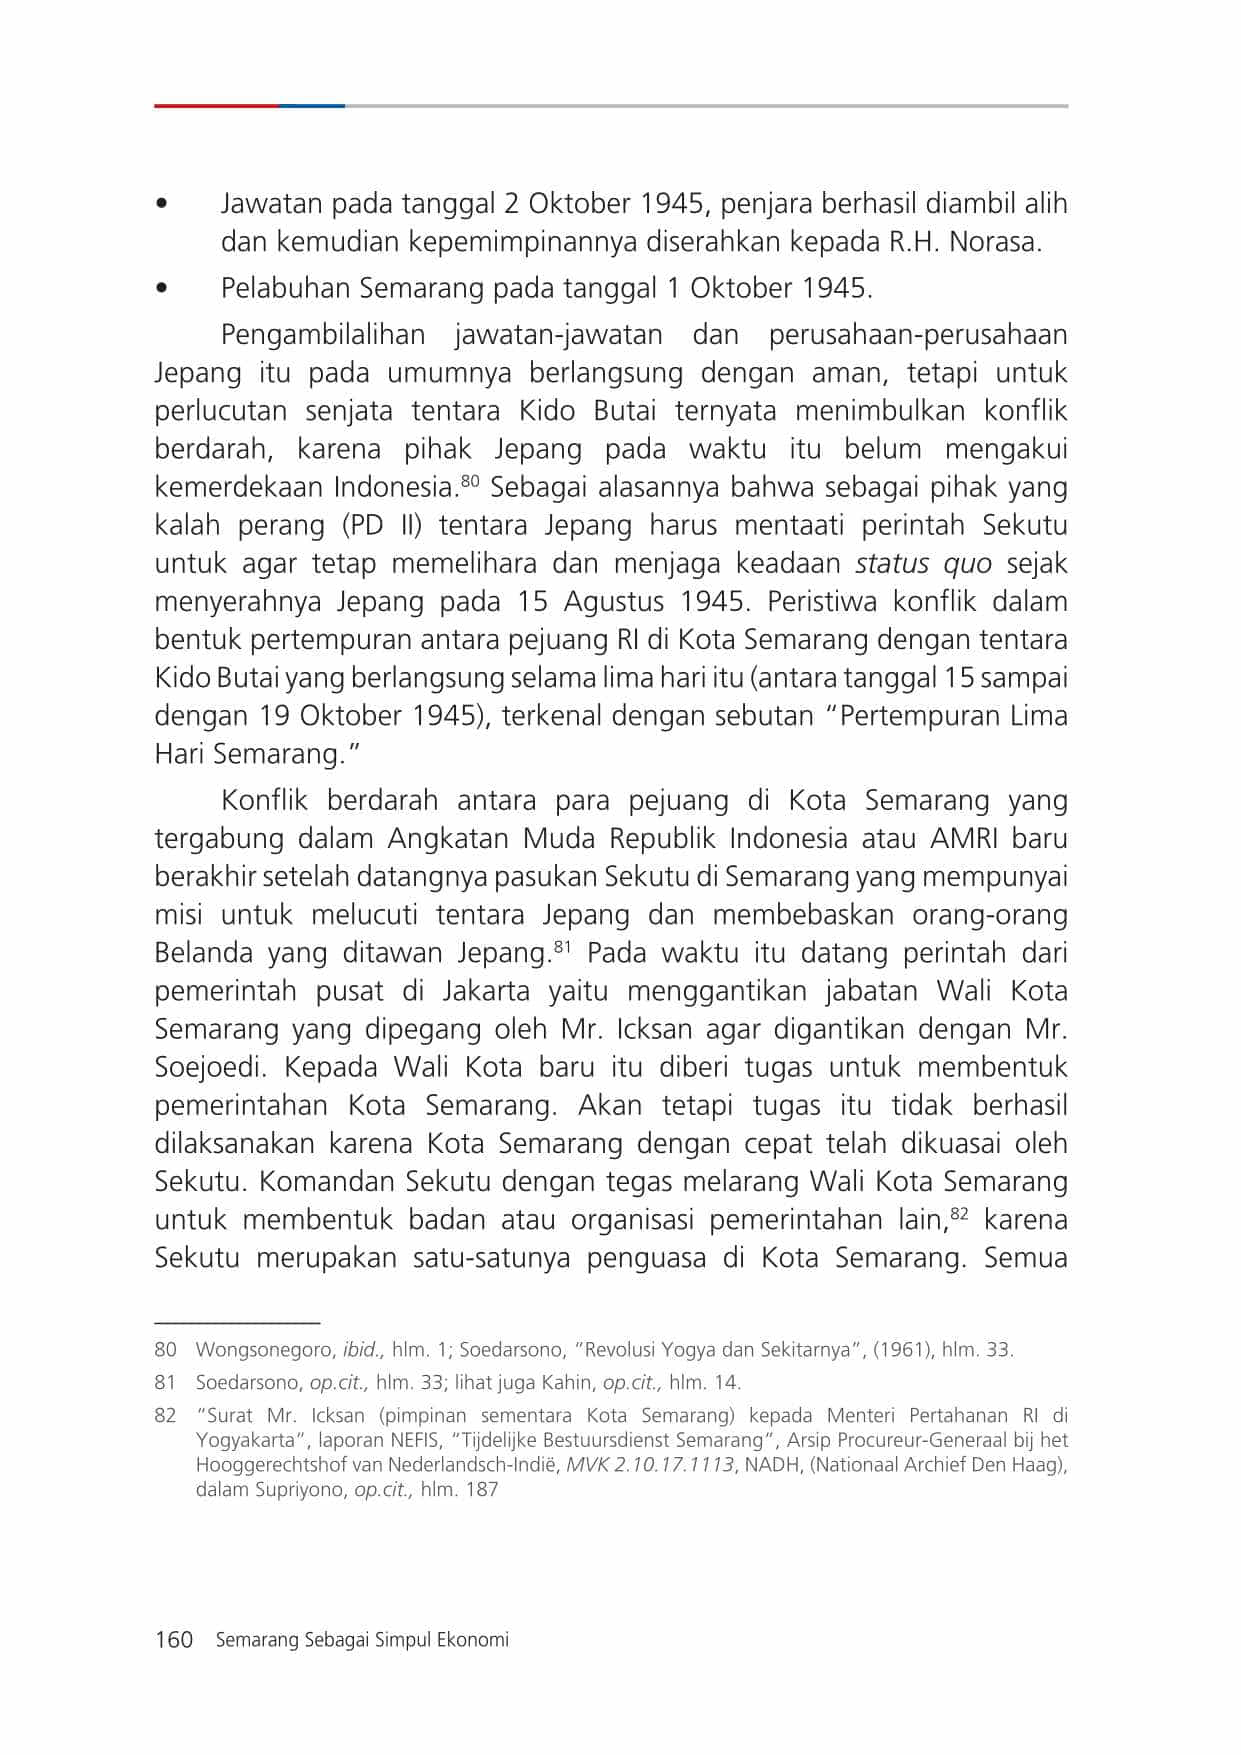 • Jawatan pada tanggal 2 Oktober 1945, penjara berhasil diambil alih
dan kemudian kepemimpinannya diserahkan kepada R.H. Norasa.
• Pelabuhan Semarang pada tanggal 1 Oktober 1945.
Pengambilalihan jawatan-jawatan dan perusahaan-perusahaan
Jepang itu pada umumnya berlangsung dengan aman, tetapi untuk
perlucutan senjata tentara Kido Butai ternyata menimbulkan konflik
berdarah, karena pihak Jepang pada waktu itu belum mengakui
kemerdekaan Indonesia.80 Sebagai alasannya bahwa sebagai pihak yang
kalah perang (PD II) tentara Jepang harus mentaati perintah Sekutu
untuk agar tetap memelihara dan menjaga keadaan status quo sejak
menyerahnya Jepang pada 15 Agustus 1945. Peristiwa konflik dalam
bentuk pertempuran antara pejuang RI di Kota Semarang dengan tentara
Kido Butai yang berlangsung selama lima hari itu (antara tanggal 15 sampai
dengan 19 Oktober 1945), terkenal dengan sebutan “Pertempuran Lima
Hari Semarang.”
Konflik berdarah antara para pejuang di Kota Semarang yang
tergabung dalam Angkatan Muda Republik Indonesia atau AMRI baru
berakhir setelah datangnya pasukan Sekutu di Semarang yang mempunyai
misi untuk melucuti tentara Jepang dan membebaskan orang-orang
Belanda yang ditawan Jepang.81 Pada waktu itu datang perintah dari
pemerintah pusat di Jakarta yaitu menggantikan jabatan Wali Kota
Semarang yang dipegang oleh Mr. Icksan agar digantikan dengan Mr.
Soejoedi. Kepada Wali Kota baru itu diberi tugas untuk membentuk
pemerintahan Kota Semarang. Akan tetapi tugas itu tidak berhasil
dilaksanakan karena Kota Semarang dengan cepat telah dikuasai oleh
Sekutu. Komandan Sekutu dengan tegas melarang Wali Kota Semarang
untuk membentuk badan atau organisasi pemerintahan lain,82 karena
Sekutu merupakan satu-satunya penguasa di Kota Semarang. Semua
80 Wongsonegoro, ibid., hlm. 1; Soedarsono, “Revolusi Yogya dan Sekitarnya”, (1961), hlm. 33.
81 Soedarsono, op.cit., hlm. 33; lihat juga Kahin, op.cit., hlm. 14.
82 “Surat Mr. Icksan (pimpinan sementara Kota Semarang) kepada Menteri Pertahanan RI di
Yogyakarta”, laporan NEFIS, “Tijdelijke Bestuursdienst Semarang”, Arsip Procureur-Generaal bij het
Hooggerechtshof van Nederlandsch-Indië, MVK 2.10.17.1113, NADH, (Nationaal Archief Den Haag),
dalam Supriyono, op.cit., hlm. 187
160 Semarang Sebagai Simpul Ekonomi